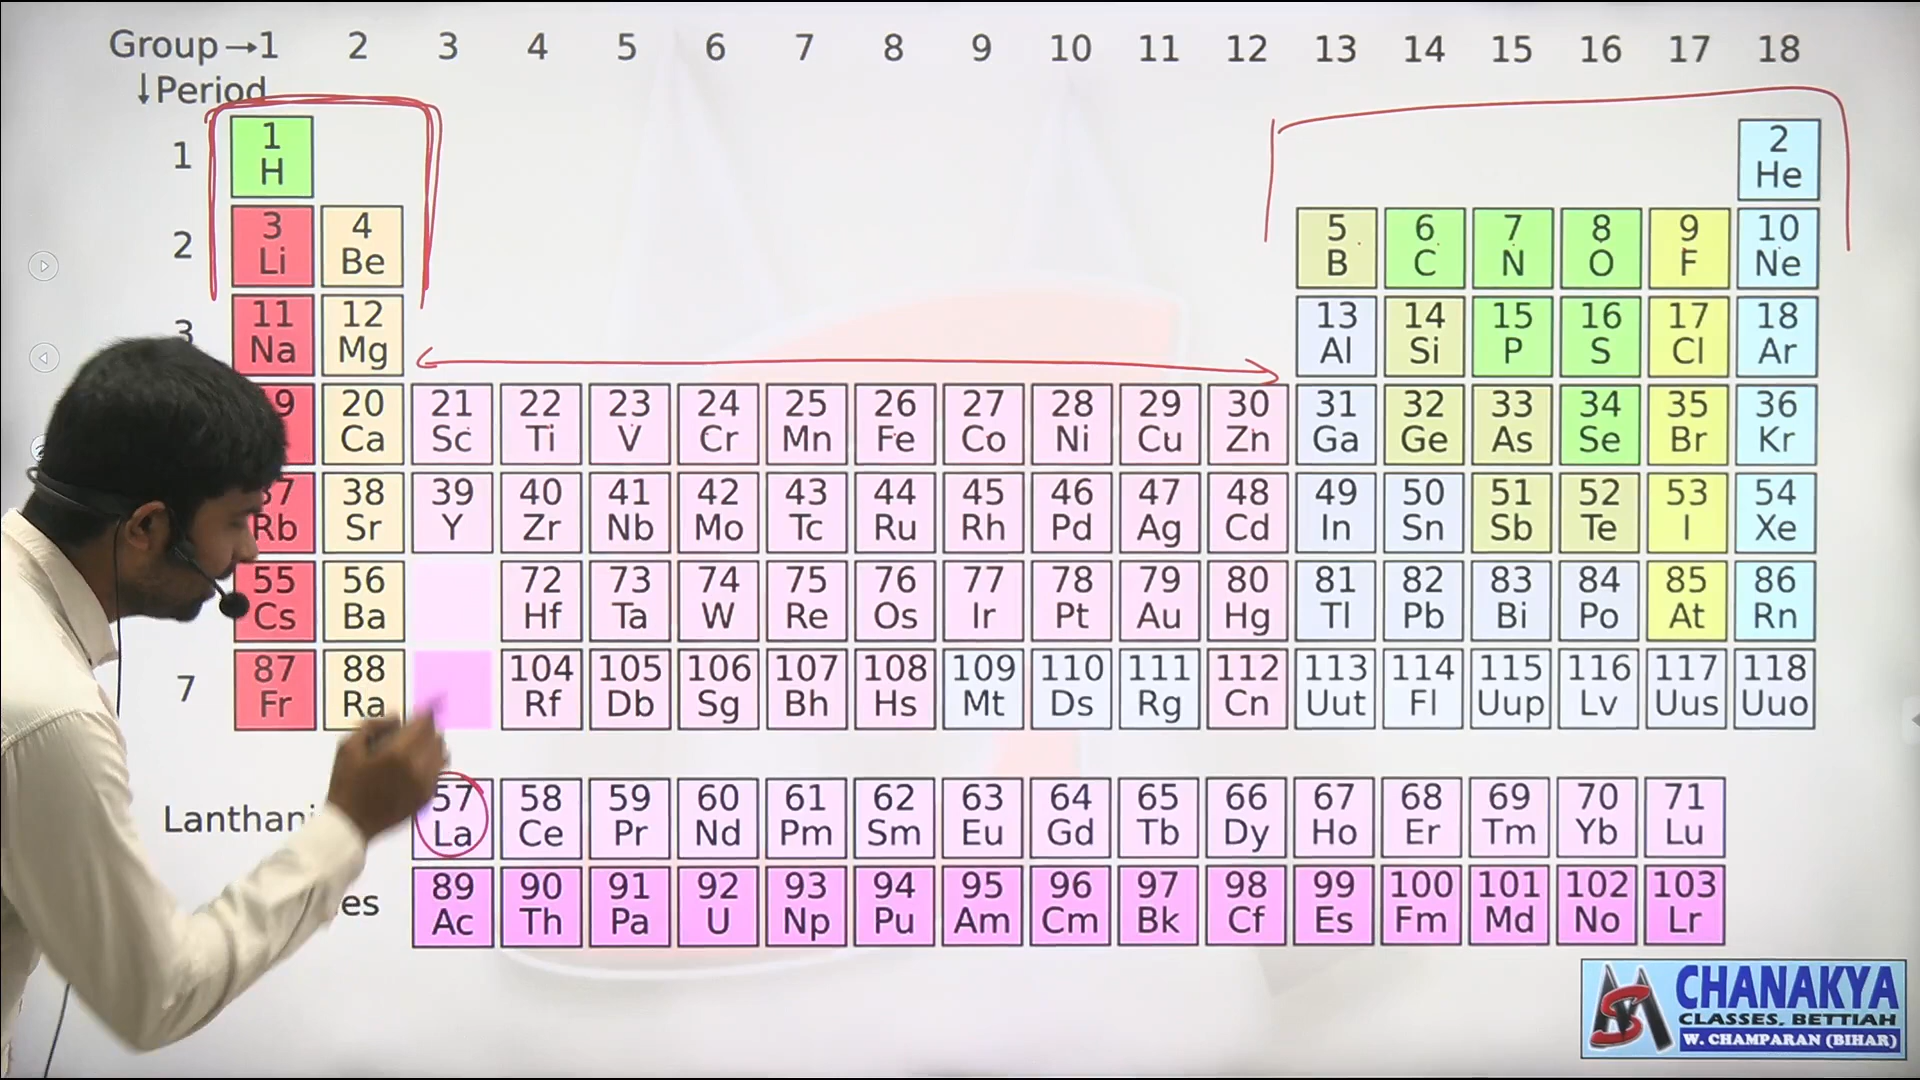 Group →1 2 3 4 5 6 7 8 9 10 11 12 13 14 15 16 17 18
↓Period
1 1 H 2 He
2 3 Li 4 Be 5 B 6 C 7 N 8 O 9 F 10 Ne
3 11 Na 12 Mg 13 Al 14 Si 15 P 16 S 17 Cl 18 Ar
9 20 Ca 21 Sc 22 Ti 23 V 24 Cr 25 Mn 26 Fe 27 Co 28 Ni 29 Cu 30 Zn 31 Ga 32 Ge 33 As 34 Se 35 Br 36 Kr
37 Rb 38 Sr 39 Y 40 Zr 41 Nb 42 Mo 43 Tc 44 Ru 45 Rh 46 Pd 47 Ag 48 Cd 49 In 50 Sn 51 Sb 52 Te 53 I 54 Xe
55 Cs 56 Ba 72 Hf 73 Ta 74 W 75 Re 76 Os 77 Ir 78 Pt 79 Au 80 Hg 81 Tl 82 Pb 83 Bi 84 Po 85 At 86 Rn
7 87 Fr 88 Ra 104 Rf 105 Db 106 Sg 107 Bh 108 Hs 109 Mt 110 Ds 111 Rg 112 Cn 113 Uut 114 Fl 115 Uup 116 Lv 117 Uus 118 Uuo
Lanthani 57 La 58 Ce 59 Pr 60 Nd 61 Pm 62 Sm 63 Eu 64 Gd 65 Tb 66 Dy 67 Ho 68 Er 69 Tm 70 Yb 71 Lu
es 89 Ac 90 Th 91 Pa 92 U 93 Np 94 Pu 95 Am 96 Cm 97 Bk 98 Cf 99 Es 100 Fm 101 Md 102 No 103 Lr
CHANAKYA
CLASSES, BETTIAH
W. CHAMPARAN (BIHAR)